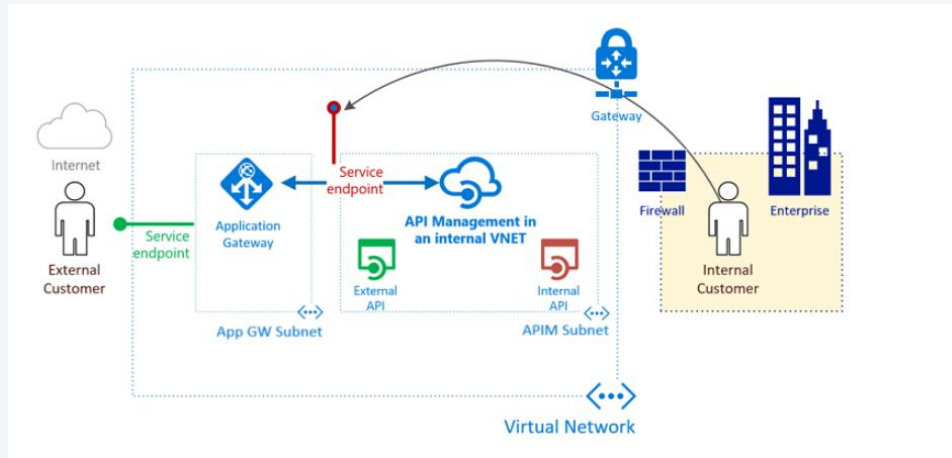 Gateway
Internet
Service
endpoint
Firewall
Enterprise
Application
Gateway
API Management in
an internal VNET
Service
endpoint
External
Customer
Internal
Customer
External
API
Internal
API
App GW Subnet
APIM Subnet
Virtual Network